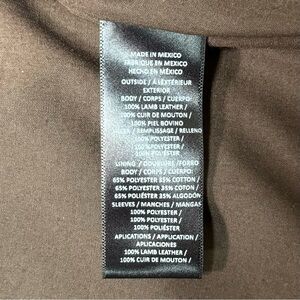 MADE IN MEXICO
FABRIQUÉ EN MEXICO
HECHO EN MÉXICO
OUTSIDE / À L'EXTÉRIEUR
EXTERIOR
BODY / CORPS / CUERPO:
100% LAMB LEATHER /
100% CUIR DE MOUTON /
100% PIEL BOVINO
/ REMPLISSAGE / RELLENO
100% POLYESTER /
100% POLYESTER /
100% POLIÉSTER
LINING / DOUBLURE / FORRO
BODY / CORPS / CUERPO:
65% POLYESTER 35% COTTON /
65% POLYESTER 35% COTON /
65% POLIÉSTER 35% ALGODÓN
SLEEVES / MANCHES / MANGAS
100% POLYESTER /
100% POLYESTER /
100% POLIÉSTER
APLICATIONS / APPLICATION /
APLICACIONES
100% LAMB LEATHER /
100% CUIR DE MOUTON /